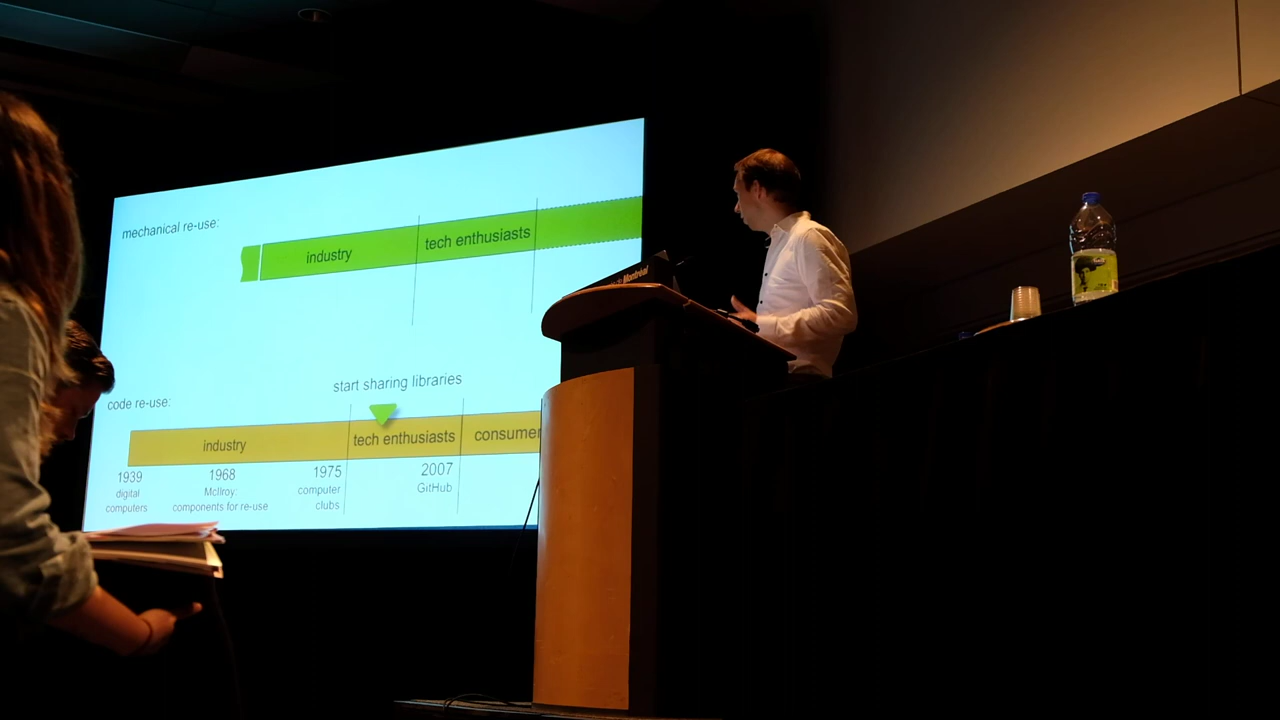 mechanical re-use:
industry
tech enthusiasts
start sharing libraries
code re-use:
industry
tech enthusiasts
consumer
1939
digital
computers
1968
McIlroy:
components for re-use
1975
computer
clubs
2007
GitHub
Montréal